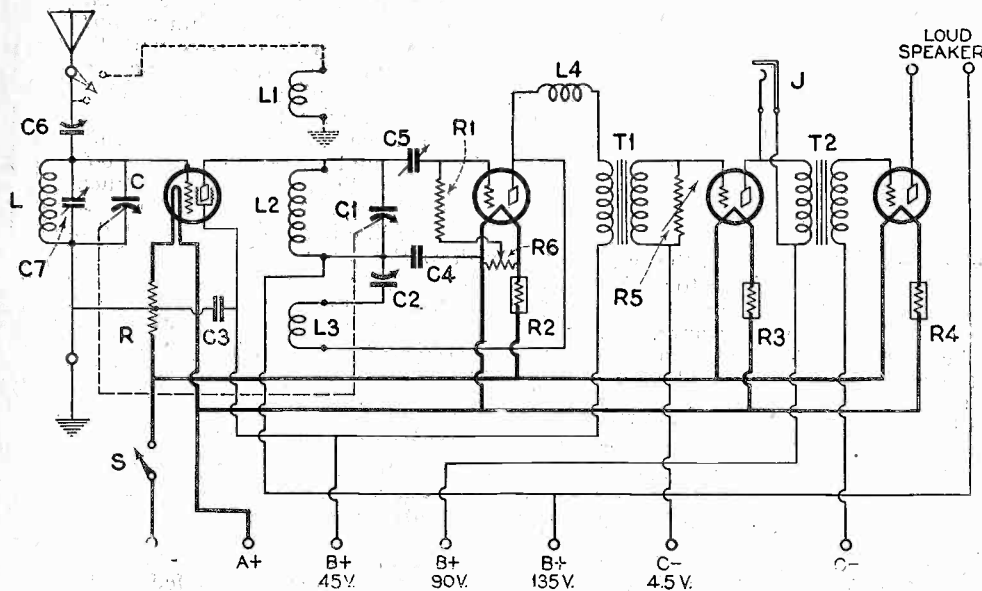 LOUD
SPEAKER
L4
J
L1
C6
C5
R1
T1
T2
L
C
L2
C1
R6
C7
C4
R5
C2
R
C3
L3
R2
R3
R4
S
A+
B+
45V.
B+
90V.
B+
135V.
C-
4.5V.
C-